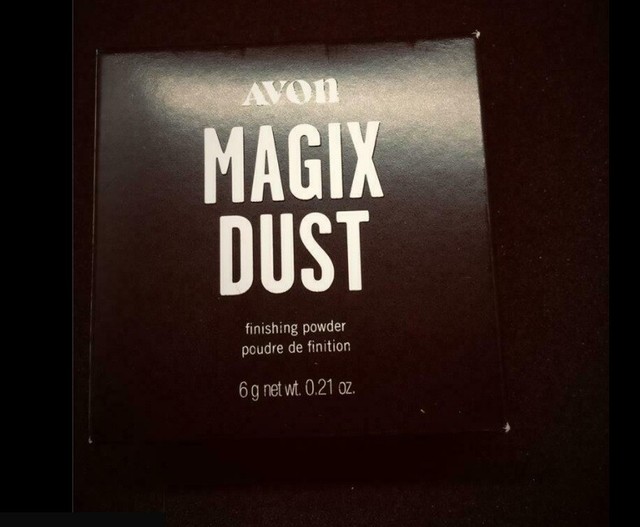 AVON
MAGIX
DUST
finishing powder
poudre de finition
6 g net wt. 0.21 oz.